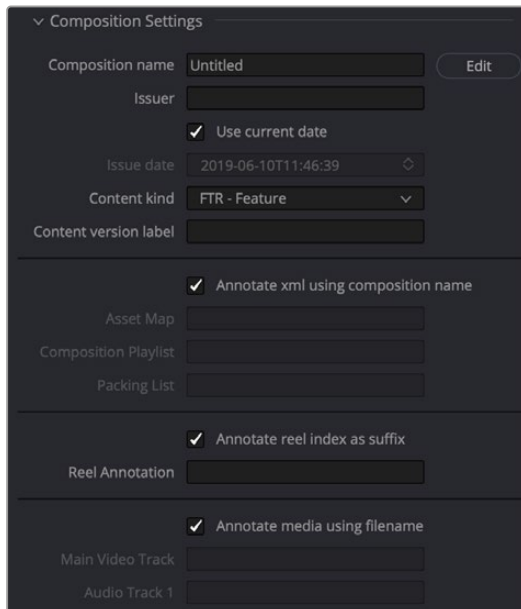 Composition Settings
Composition name Untitled Edit
Issuer
Use current date
Issue date 2019-06-10T11:46:39
Content kind FTR - Feature
Content version label
Annotate xml using composition name
Asset Map
Composition Playlist
Packing List
Annotate reel index as suffix
Reel Annotation
Annotate media using filename
Main Video Track
Audio Track 1